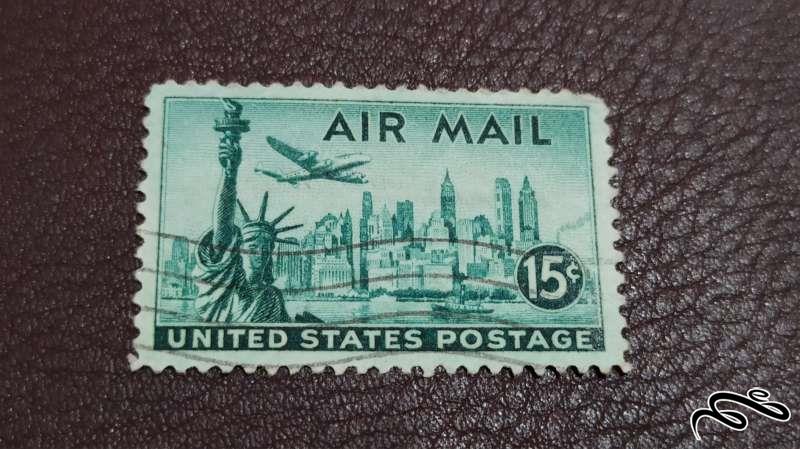 AIR MAIL
15¢
UNITED STATES POSTAGE